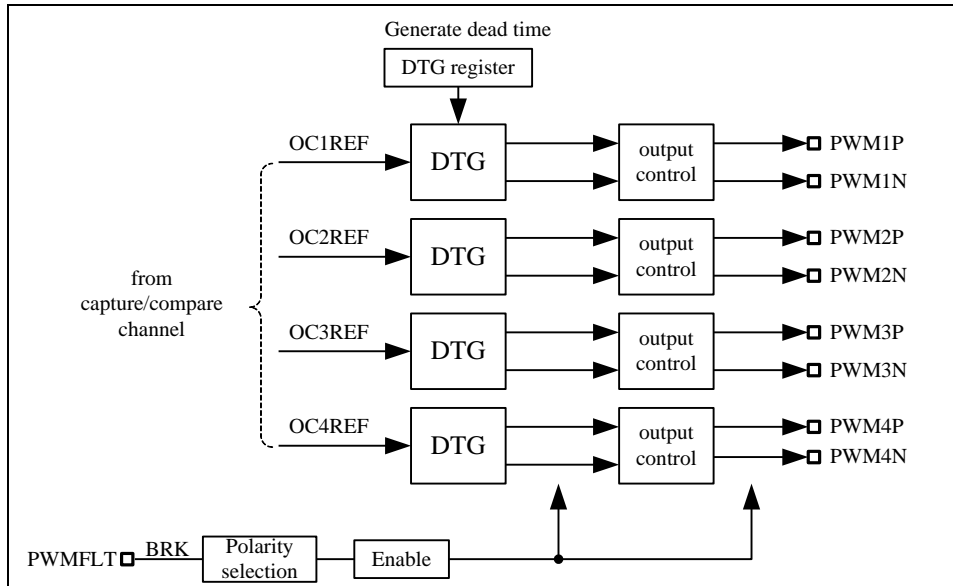 Generate dead time
DTG register
OC1REF
DTG
output
control
PWM1P
PWM1N
OC2REF
DTG
output
control
PWM2P
PWM2N
from
capture/compare
channel
OC3REF
DTG
output
control
PWM3P
PWM3N
OC4REF
DTG
output
control
PWM4P
PWM4N
PWMFLT
BRK
Polarity
selection
Enable